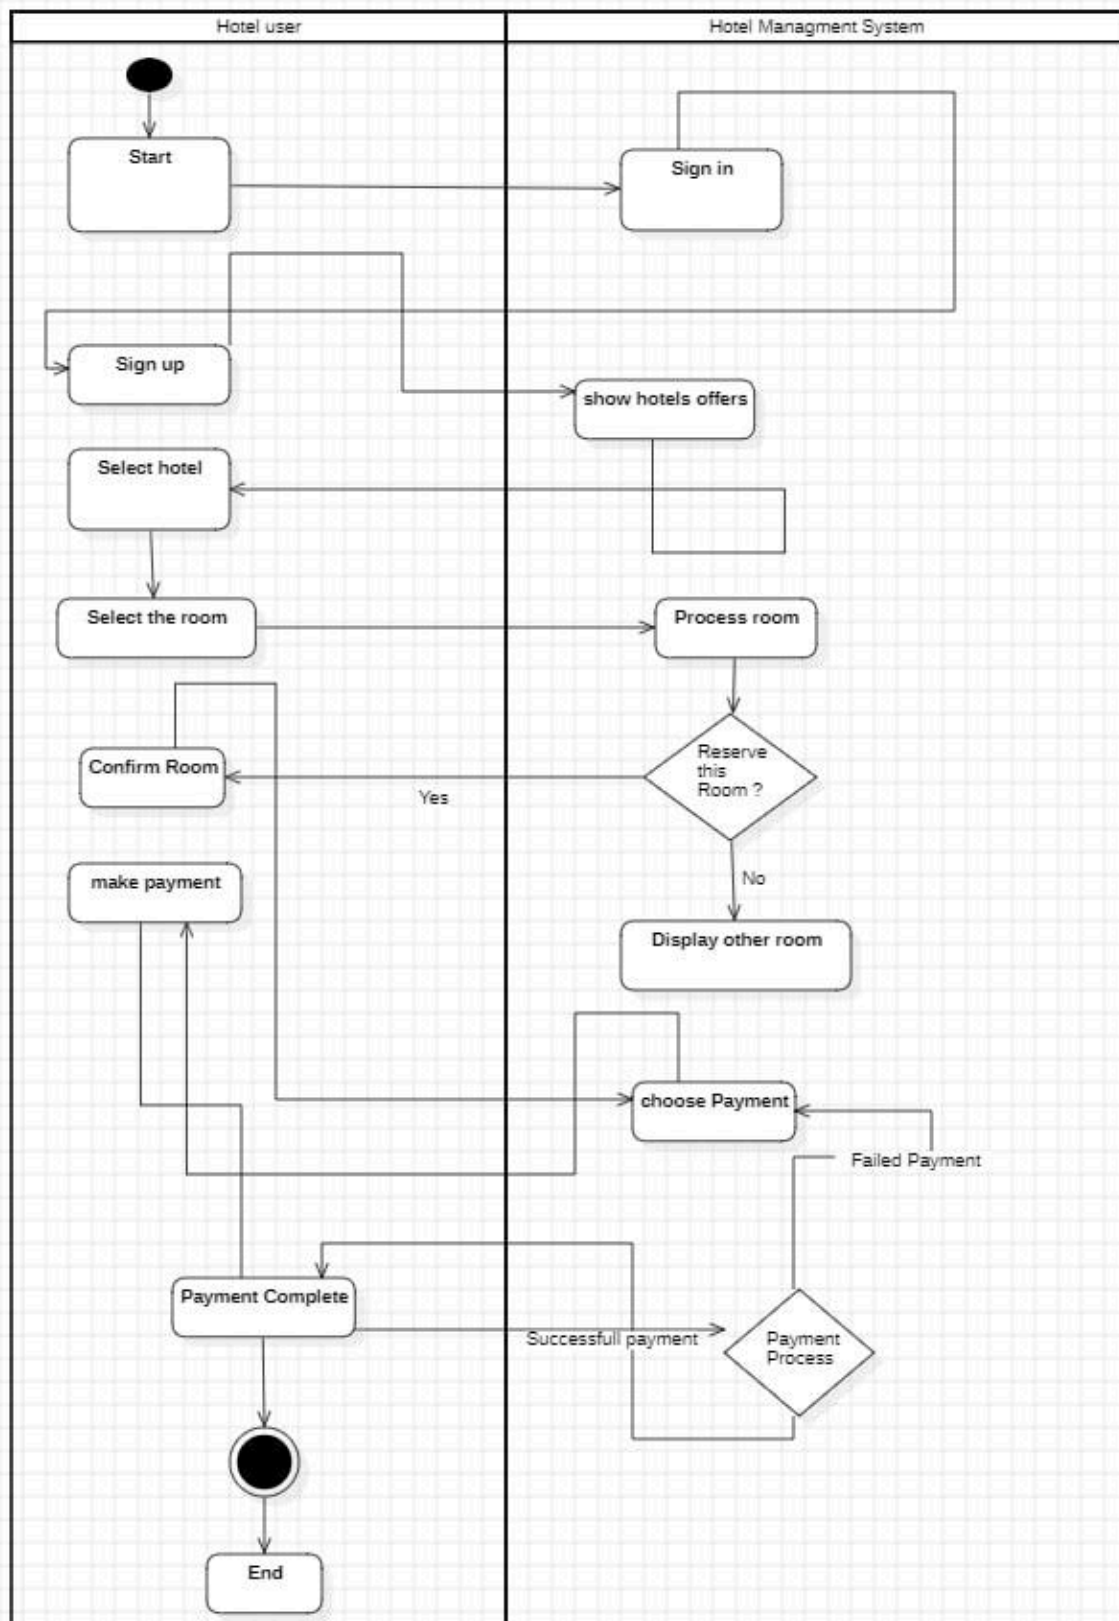 Hotel user
Hotel Managment System
Start
Sign in
Sign up
show hotels offers
Select hotel
Select the room
Process room
Confirm Room
Yes
Reserve
this
Room ?
No
make payment
Display other room
choose Payment
Failed Payment
Payment Complete
Successfull payment
Payment
Process
End